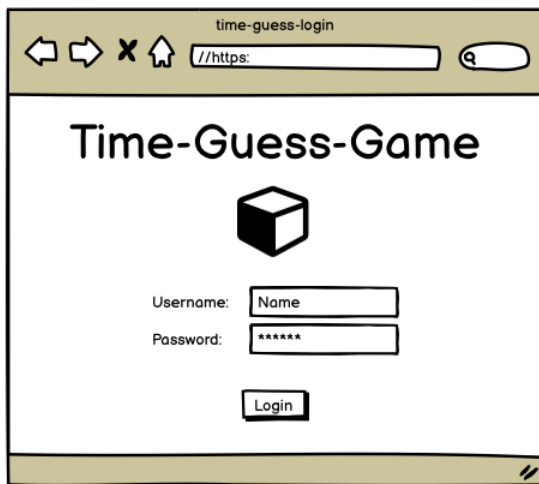 time-guess-login
//https:
Time-Guess-Game
Username: Name
Password: ******
Login